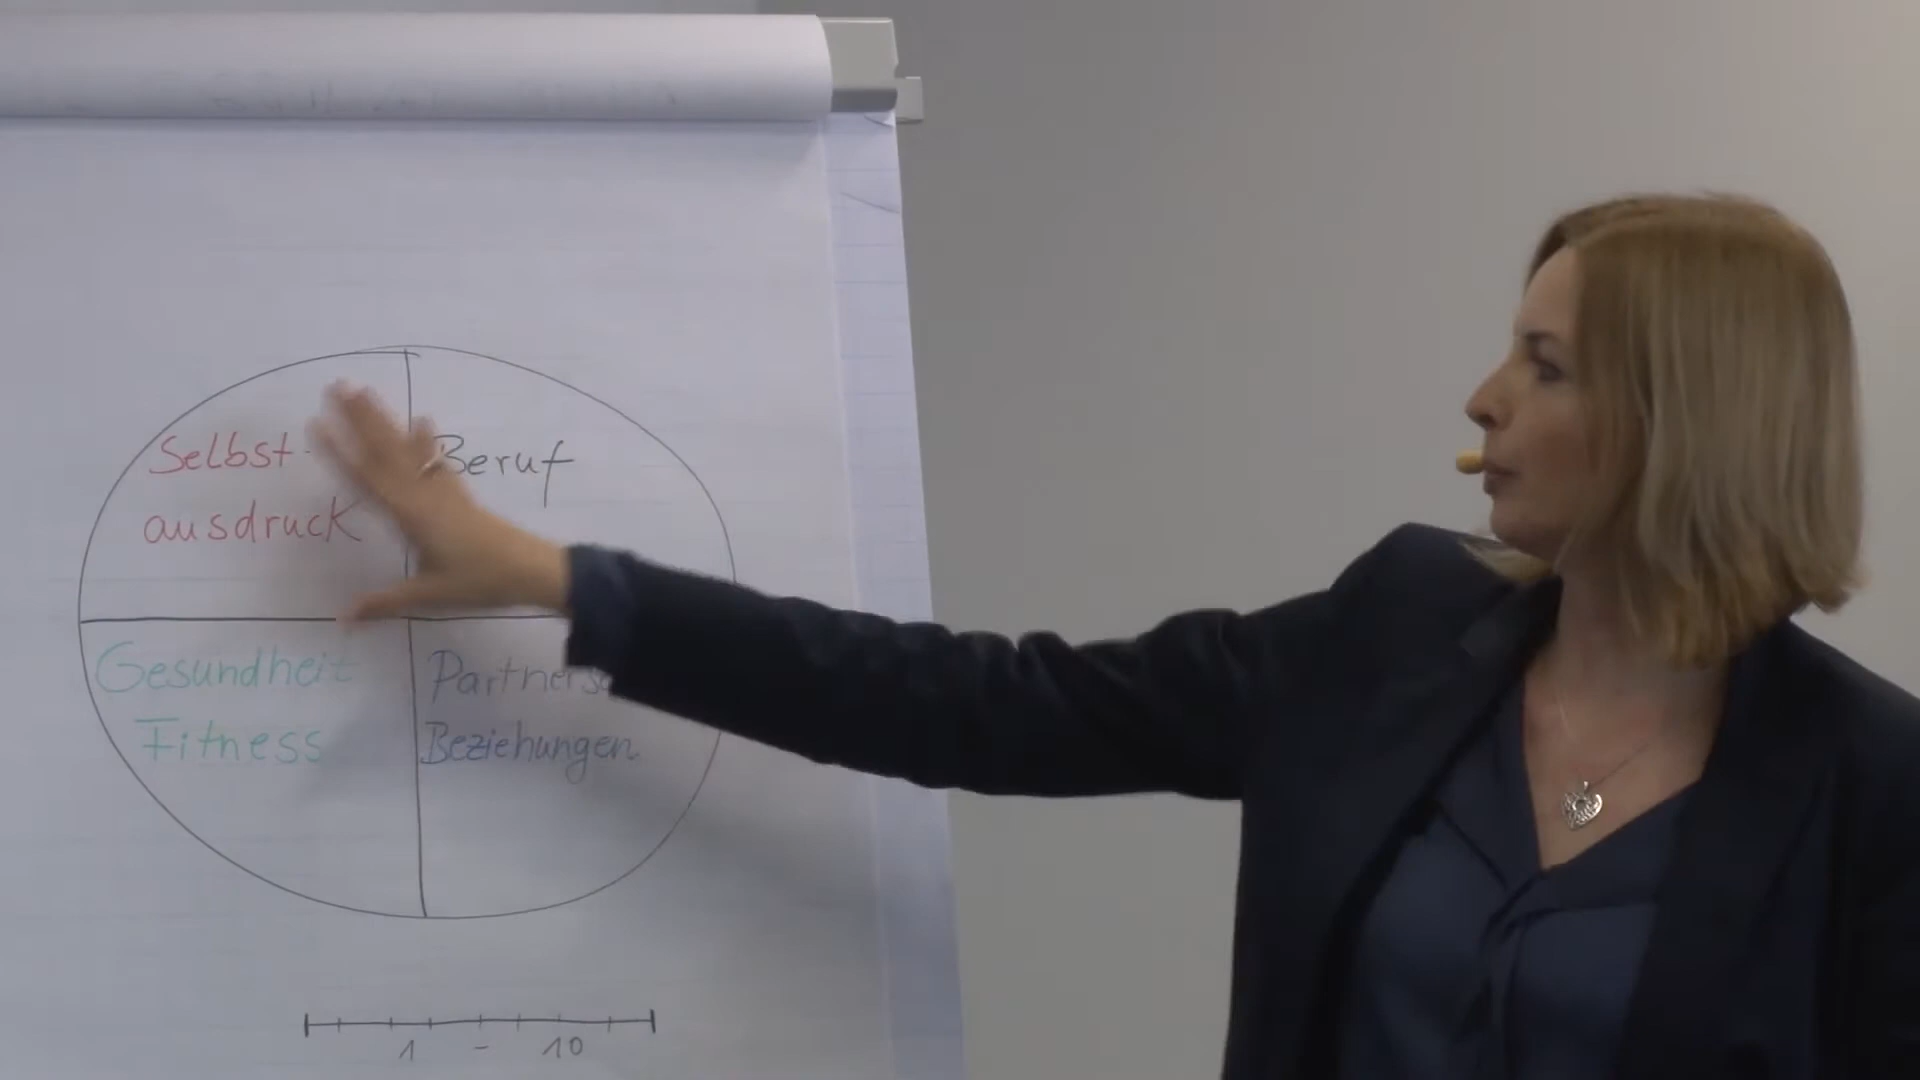 Selbst-
ausdruck
Beruf
Gesundheit
Fitness
Beziehungen
1 - 10